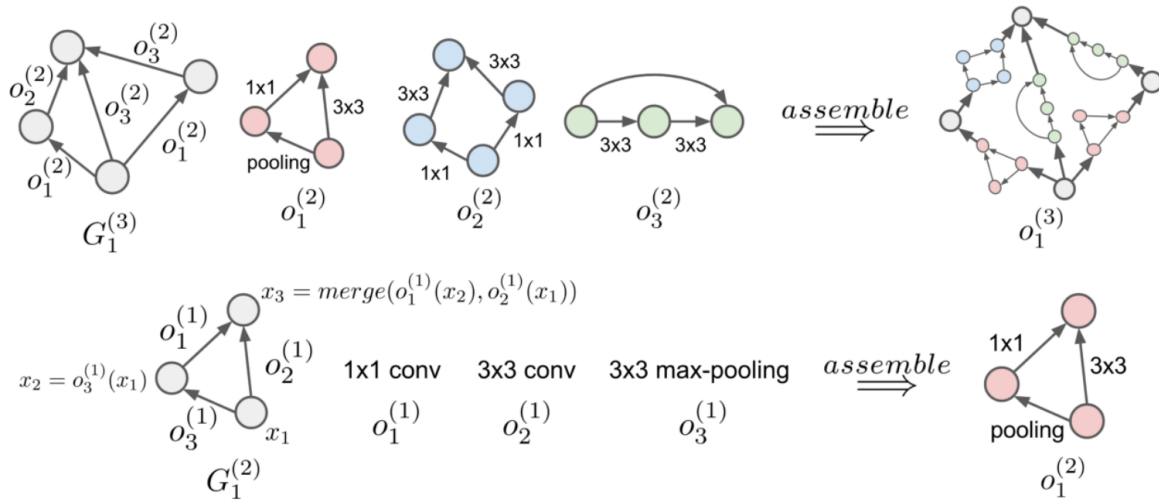 o_3^{(2)}
o_2^{(2)}
o_3^{(2)}
o_1^{(2)}
o_1^{(2)}
G_1^{(3)}
1x1
3x3
pooling
o_1^{(2)}
3x3
3x3
1x1
1x1
o_2^{(2)}
3x3 3x3
o_3^{(2)}
assemble
⟹
o_1^{(3)}
x_3 = merge(o_1^{(1)}(x_2), o_2^{(1)}(x_1))
o_1^{(1)}
o_2^{(1)}
x_2 = o_3^{(1)}(x_1)
o_3^{(1)}
x_1
G_1^{(2)}
1x1 conv 3x3 conv 3x3 max-pooling
o_1^{(1)} o_2^{(1)} o_3^{(1)}
assemble
⟹
1x1
3x3
pooling
o_1^{(2)}